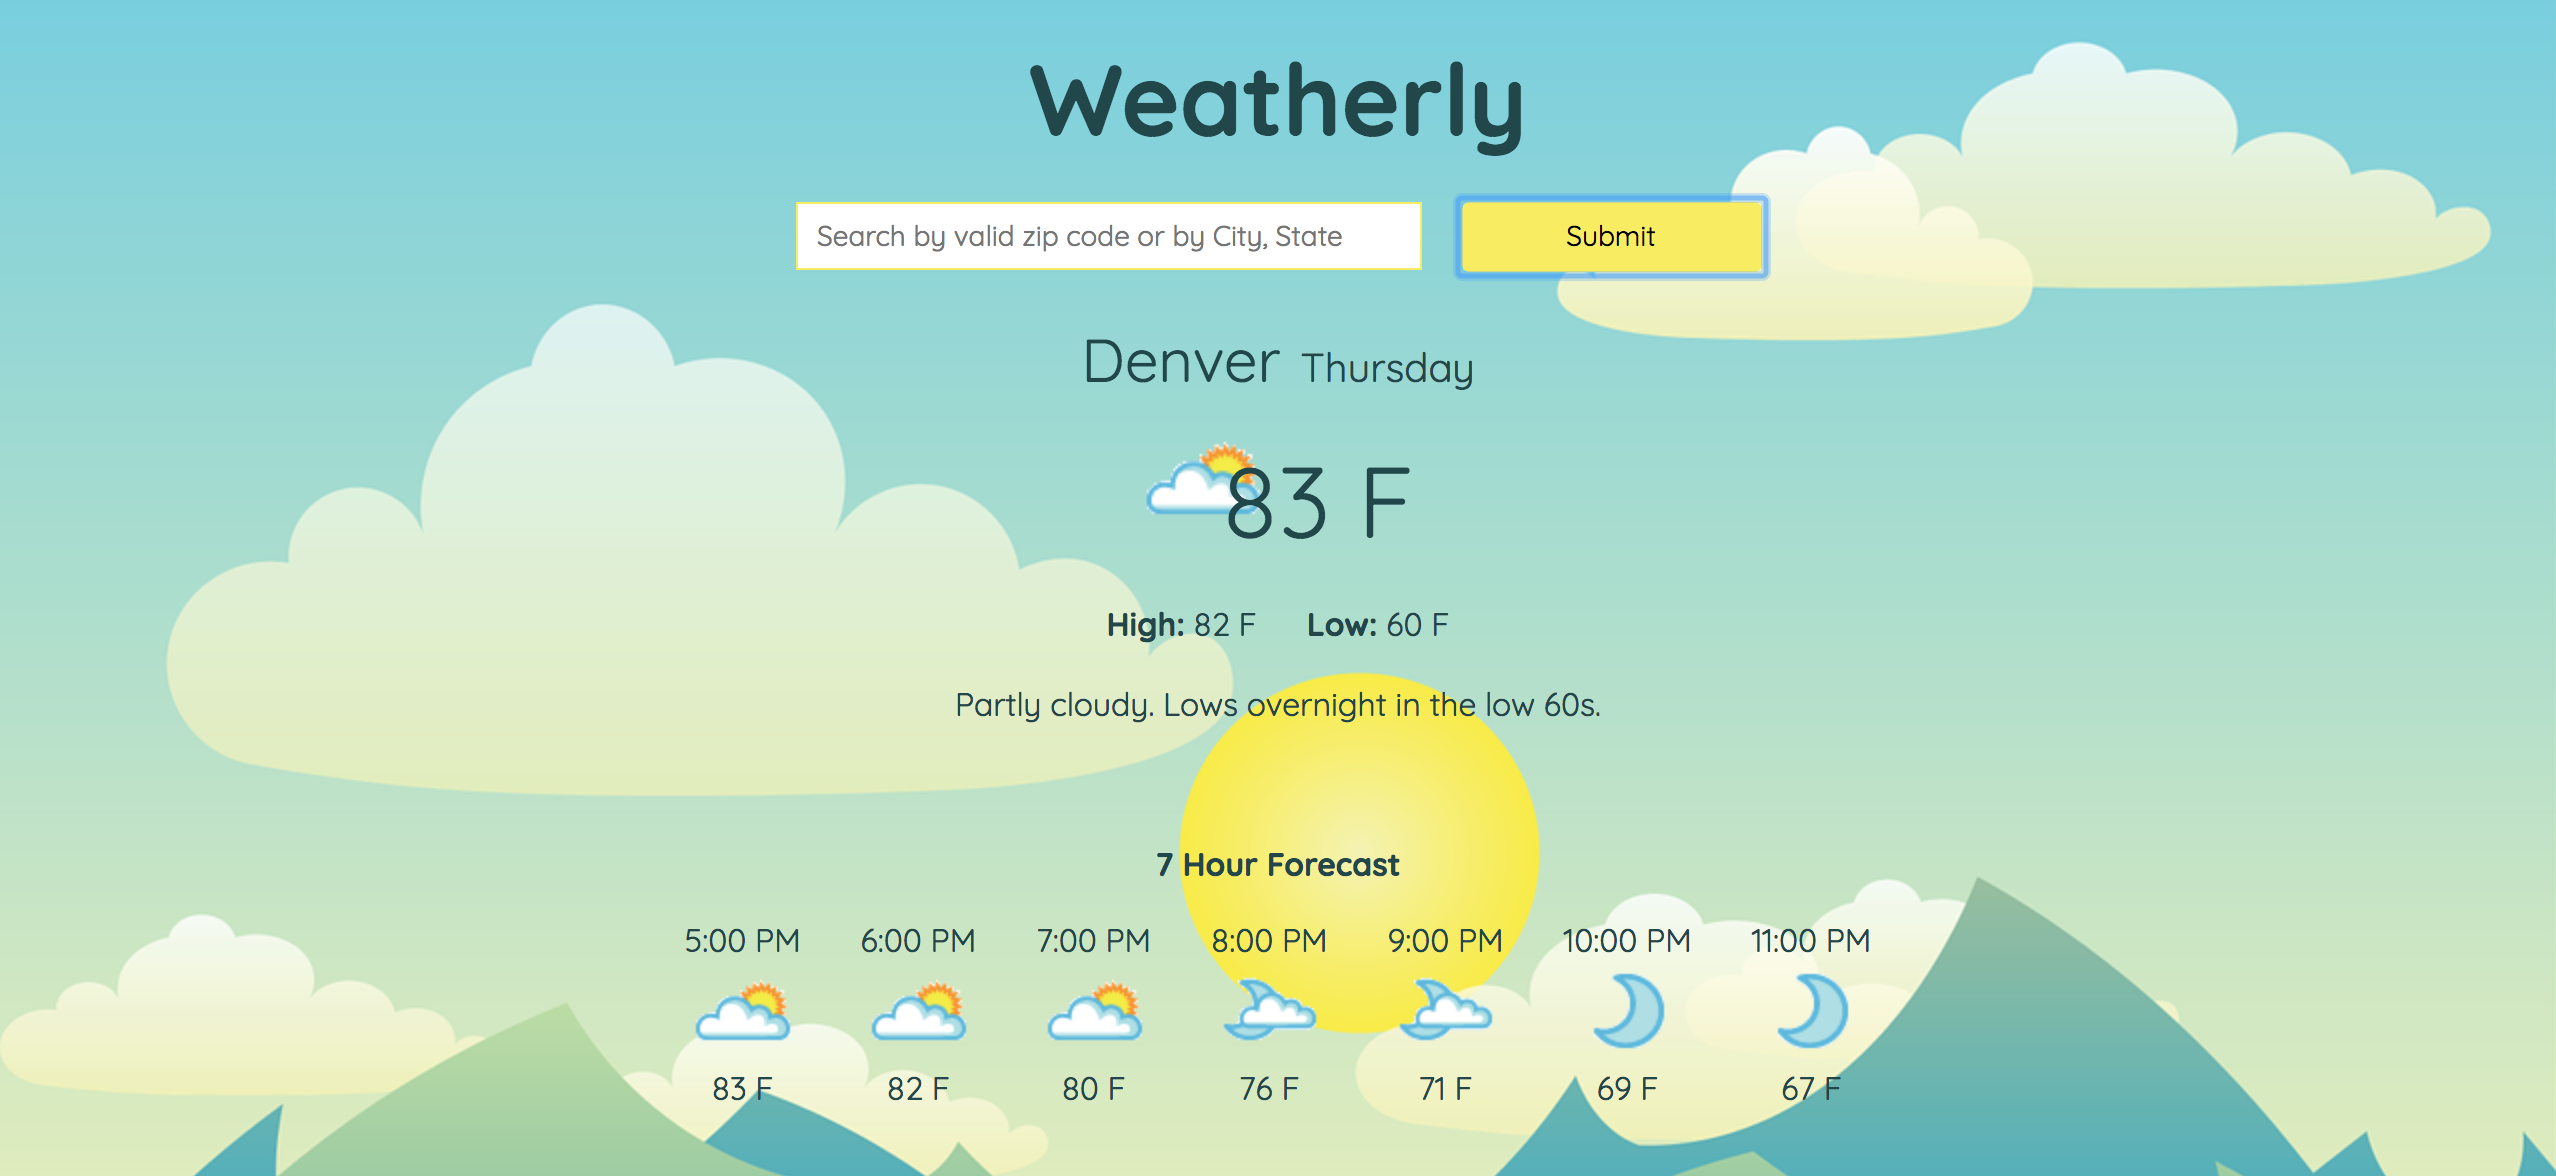 Weatherly
Search by valid zip code or by City, State
Submit
Denver Thursday
83 F
High: 82 F Low: 60 F
Partly cloudy. Lows overnight in the low 60s.
7 Hour Forecast
5:00 PM 6:00 PM 7:00 PM 8:00 PM 9:00 PM 10:00 PM 11:00 PM
83 F 82 F 80 F 76 F 71 F 69 F 67 F